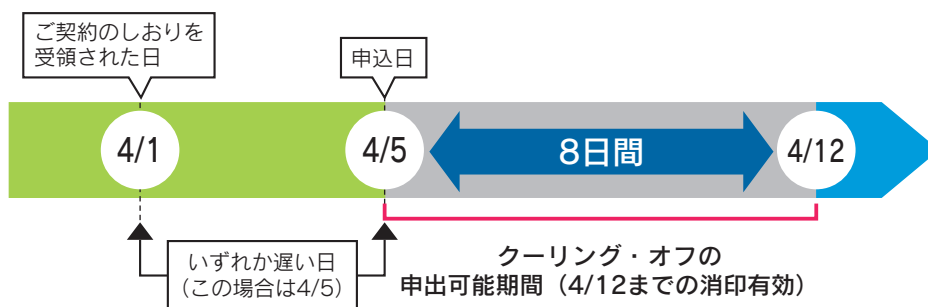 ご契約のしおりを
受領された日
申込日
4/1
4/5
8日間
4/12
いずれか遅い日
（この場合は4/5）
クーリング・オフの
申出可能期間（4/12までの消印有効）